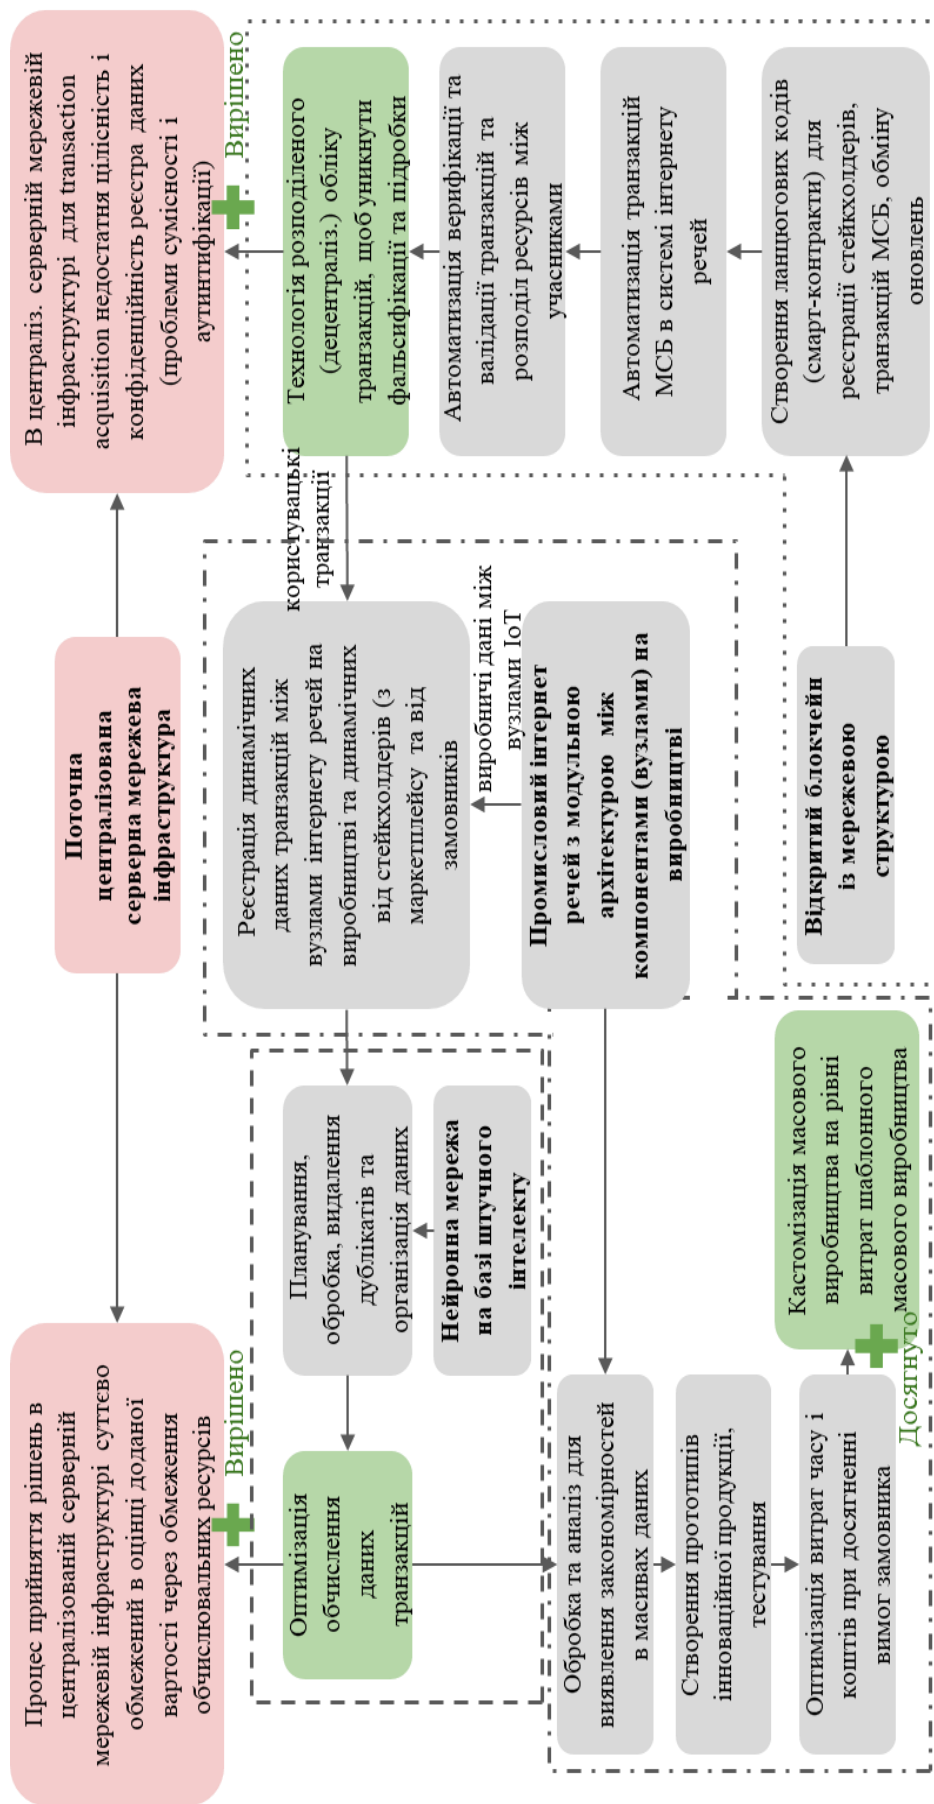 Процес прийняття рішень в
централізованій серверній
мережевій інфраструктурі суттєво
обмежений в оцінці доданої
вартості через обмеження
обчислювальних ресурсів
Поточна
централізована
серверна мережева
інфраструктура
В централіз. серверній мережевій
інфраструктурі для transaction
acquisition недостатня цілісність і
конфіденційність реєстра даних
(проблеми сумісності і
аутинтифікації)
Вирішено
Вирішено
Оптимізація
обчислення
даних
транзакцій
Планування,
обробка, видалення
дублікатів та
організація даних
Нейронна мережа
на базі штучного
інтелекту
Реєстрація динамічних
даних транзакцій між
вузлами інтернету речей на
виробництві та динамічних
від стейкхолдерів (з
маркетплейсу та від
замовників
користувацькі
транзакції
Технологія розподіленого
(децентраліз.) обліку
транзакцій, щоб уникнути
фальсифікації та підробки
виробничі дані між
вузлами IoT
Автоматизація верифікації та
валідації транзакцій та
розподіл ресурсів між
учасниками
Промисловий інтернет
речей з модульною
архітектурою між
компонентами (вузлами) на
виробництві
Автоматизація транзакцій
МСБ в системі інтернету
речей
Обробка та аналіз для
виявлення закономірностей
в масивах даних
Створення прототипів
інноваційної продукції,
тестування
Оптимізація витрат часу і
коштів при досягненні
вимог замовника
Досягнуто
Кастомізація масового
виробництва на рівні
витрат шаблонного
масового виробництва
Відкритий блокчейн
із мережевою
структурою
Створення ланцюгових кодів
(смарт-контракти) для
реєстрації стейкхолдерів,
транзакцій МСБ, обміну
оновлень